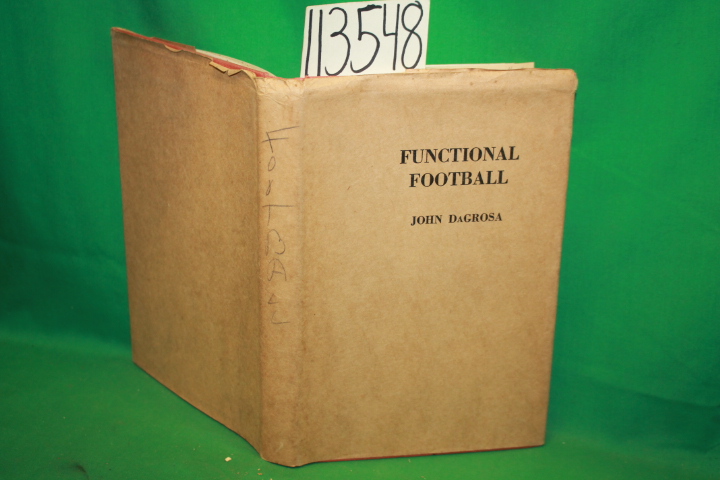 113548
FUNCTIONAL
FOOTBALL
JOHN DAGROSA
FOOTBALL